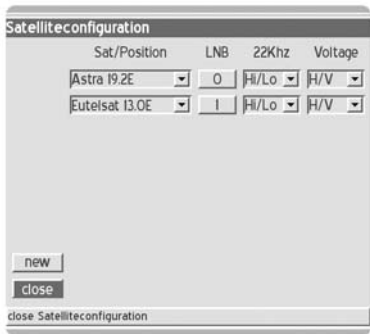 Satelliteconfiguration
Sat/Position LNB 22Khz Voltage
Astra 19.2E 0 Hi/Lo H/V
Eutelsat 13.0E 1 Hi/Lo H/V
new
close
close Satelliteconfiguration